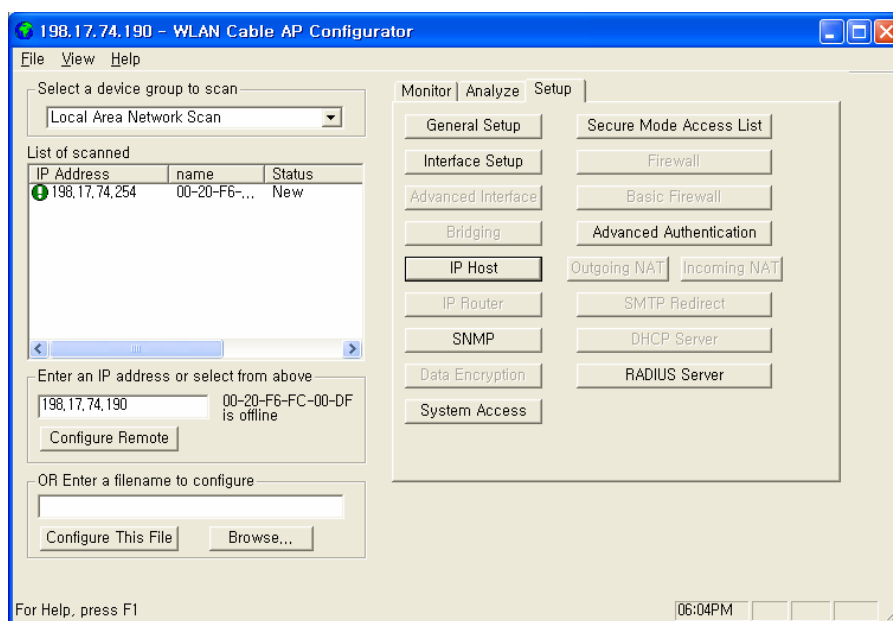 198.17.74.190 - WLAN Cable AP Configurator
File View Help
Select a device group to scan
Local Area Network Scan
List of scanned
IP Address name Status
198,17,74,254 00-20-F6-... New
Enter an IP address or select from above
198,17,74,190
00-20-F6-FC-00-DF
is offline
Configure Remote
OR Enter a filename to configure
Configure This File Browse...
Monitor Analyze Setup
General Setup Secure Mode Access List
Interface Setup Firewall
Advanced Interface Basic Firewall
Bridging Advanced Authentication
IP Host Outgoing NAT Incoming NAT
IP Router SMTP Redirect
SNMP DHCP Server
Data Encryption RADIUS Server
System Access
For Help, press F1 06:04PM